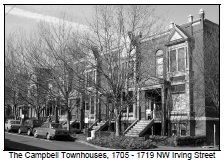 The Campbell Townhouses, 1705 - 1719 NW Irving Street